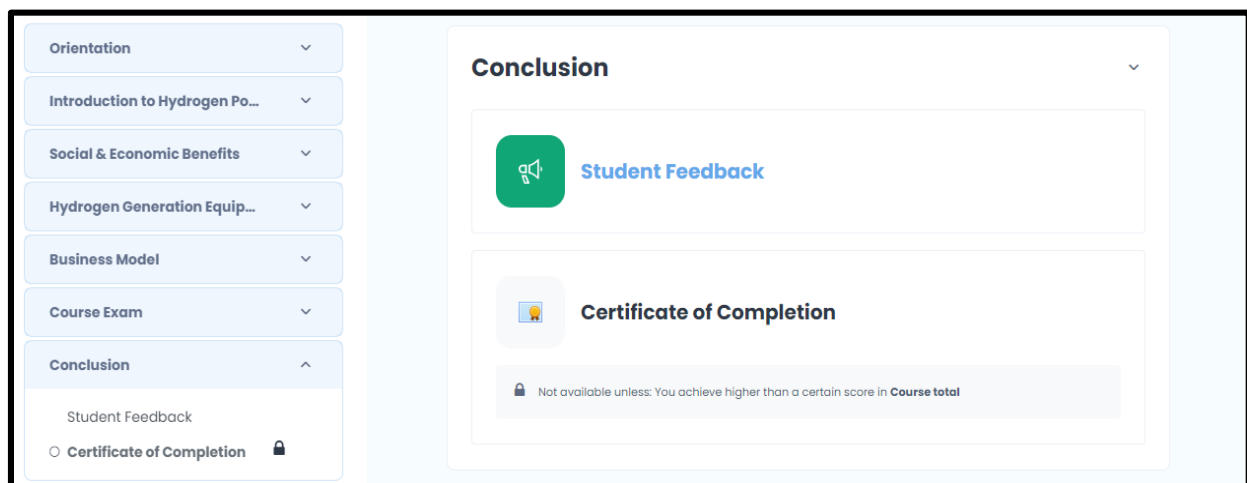 Orientation
Introduction to Hydrogen Po...
Social & Economic Benefits
Hydrogen Generation Equip...
Business Model
Course Exam
Conclusion
Student Feedback
Certificate of Completion
Conclusion
Student Feedback
Certificate of Completion
Not available unless: You achieve higher than a certain score in Course total